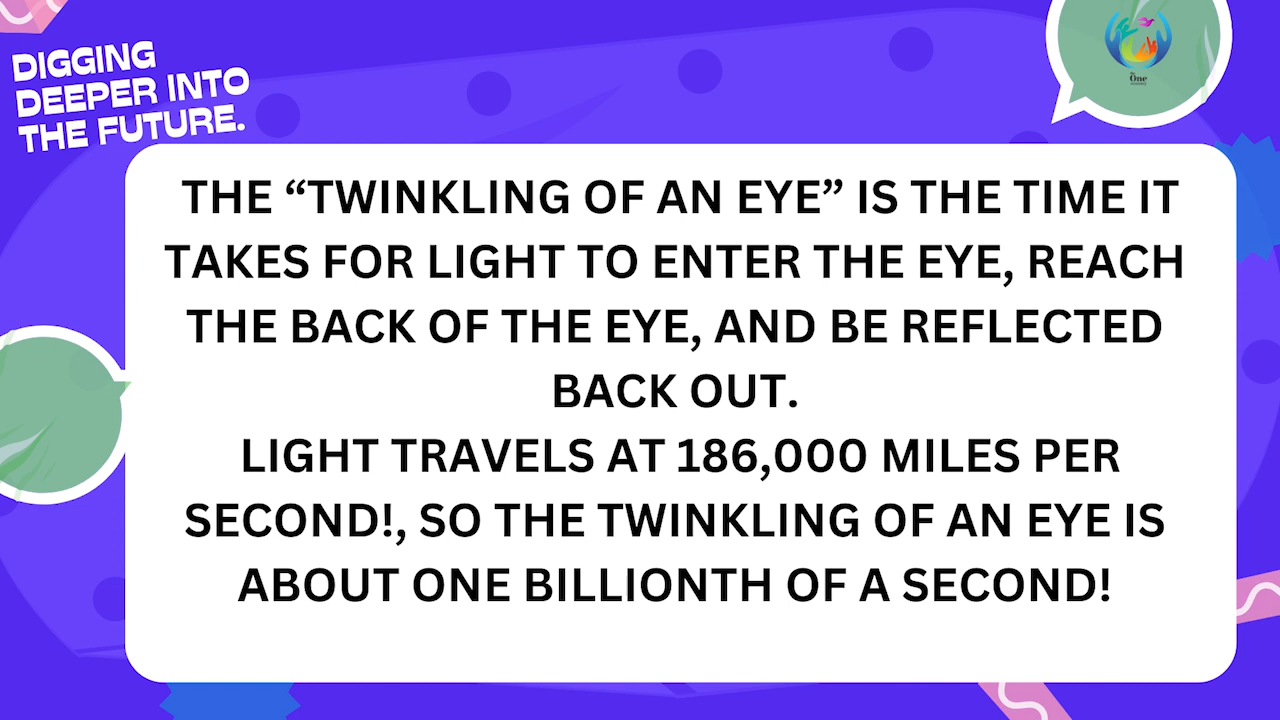 DIGGING
DEEPER INTO
THE FUTURE.
One
THE “TWINKLING OF AN EYE” IS THE TIME IT
TAKES FOR LIGHT TO ENTER THE EYE, REACH
THE BACK OF THE EYE, AND BE REFLECTED
BACK OUT.
LIGHT TRAVELS AT 186,000 MILES PER
SECOND!, SO THE TWINKLING OF AN EYE IS
ABOUT ONE BILLIONTH OF A SECOND!